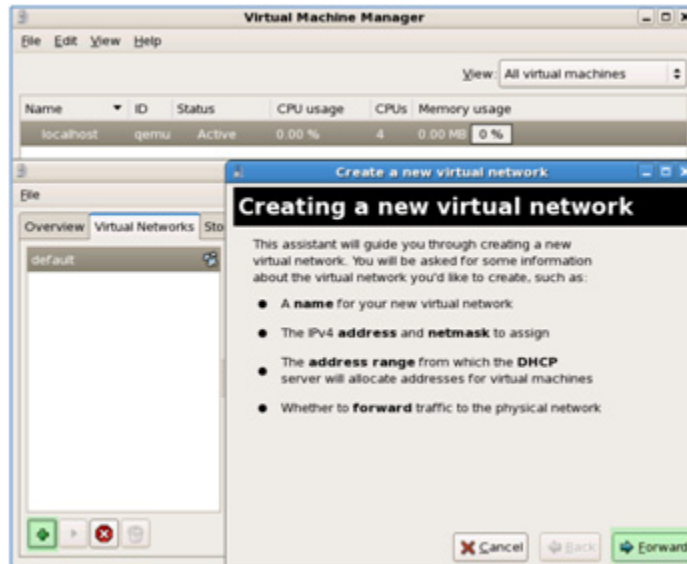 Virtual Machine Manager
File Edit View Help
View: All virtual machines
Name ID Status CPU usage CPUs Memory usage
localhost qemu Active 0.00 % 4 0.00 MB 0 %
Create a new virtual network
File
Creating a new virtual network
Overview Virtual Networks Sto
default
This assistant will guide you through creating a new
virtual network. You will be asked for some information
about the virtual network you'd like to create, such as:
A name for your new virtual network
The IPv4 address and netmask to assign
The address range from which the DHCP
server will allocate addresses for virtual machines
Whether to forward traffic to the physical network
Cancel Back Forward